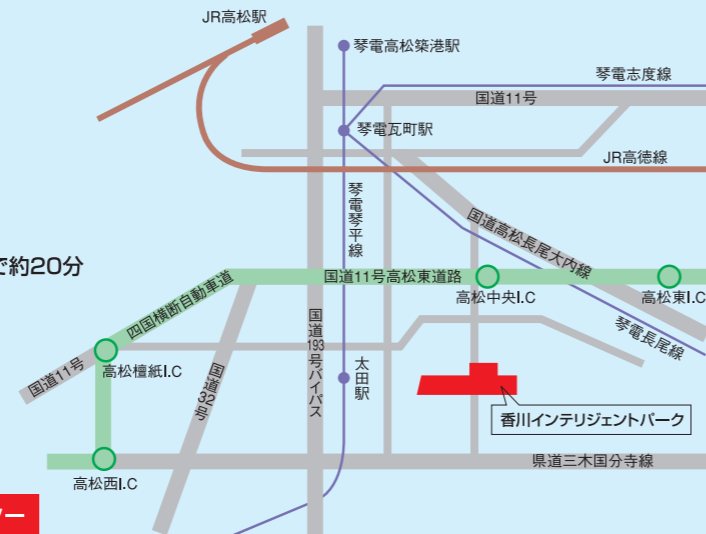 JR高松駅
琴電高松築港駅
琴電志度線
国道11号
琴電瓦町駅
JR高徳線
琴電琴平線
国道高松長尾大内線
で約20分
四国横断自動車道
国道11号高松東道路
高松中央I.C
高松東I.C
琴電長尾線
国道193号バイパス
国道11号
高松檀紙I.C
国道32号
太田駅
香川インテリジェントパーク
県道三木国分寺線
高松西I.C